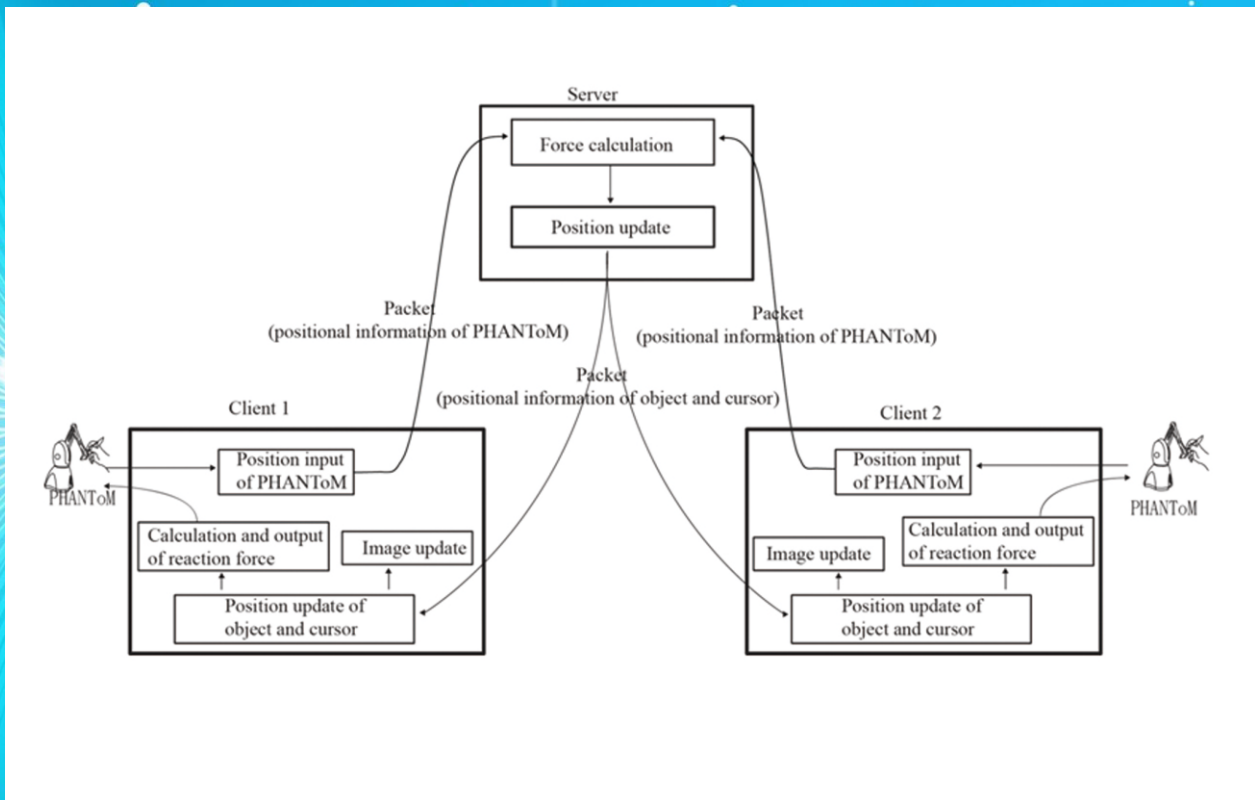 Server
Force calculation
Position update
Packet
(positional information of PHANToM)
Packet
(positional information of PHANToM)
Packet
(positional information of object and cursor)
Client 1
Position input
of PHANToM
PHANToM
Calculation and output
of reaction force
Image update
Position update of
object and cursor
Client 2
Position input
of PHANToM
PHANToM
Calculation and output
of reaction force
Image update
Position update of
object and cursor